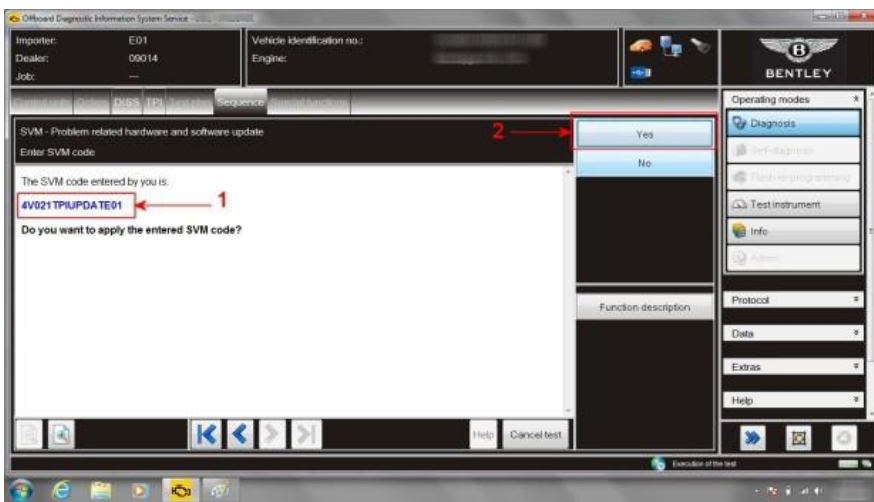 Offboard Diagnostic Information System Service
Importer: E01
Dealer: 09014
Job: ---
Vehicle identification no.:
Engine:
BENTLEY
DISS TPI Sequence
SVM - Problem related hardware and software update
Enter SVM code
The SVM code entered by you is:
4V021TPIUPDATE01
1
Do you want to apply the entered SVM code?
2
Yes
No
Function description
Operating modes
Diagnosis
Self-diagnosis
Flash re-programming
Test instrument
Info
Admin
Protocol
Data
Extras
Help
Help
Cancel test
Execution of the test